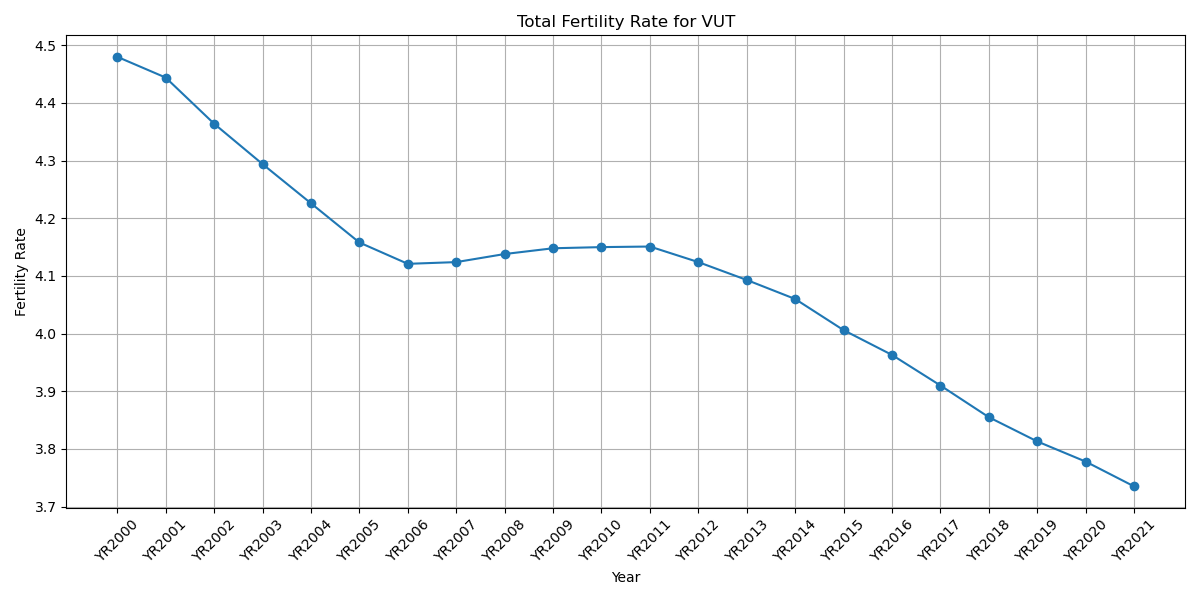 Total Fertility Rate for VUT
Fertility Rate
4.5
4.4
4.3
4.2
4.1
4.0
3.9
3.8
3.7
YR2000
YR2001
YR2002
YR2003
YR2004
YR2005
YR2006
YR2007
YR2008
YR2009
YR2010
YR2011
YR2012
YR2013
YR2014
YR2015
YR2016
YR2017
YR2018
YR2019
YR2020
YR2021
Year